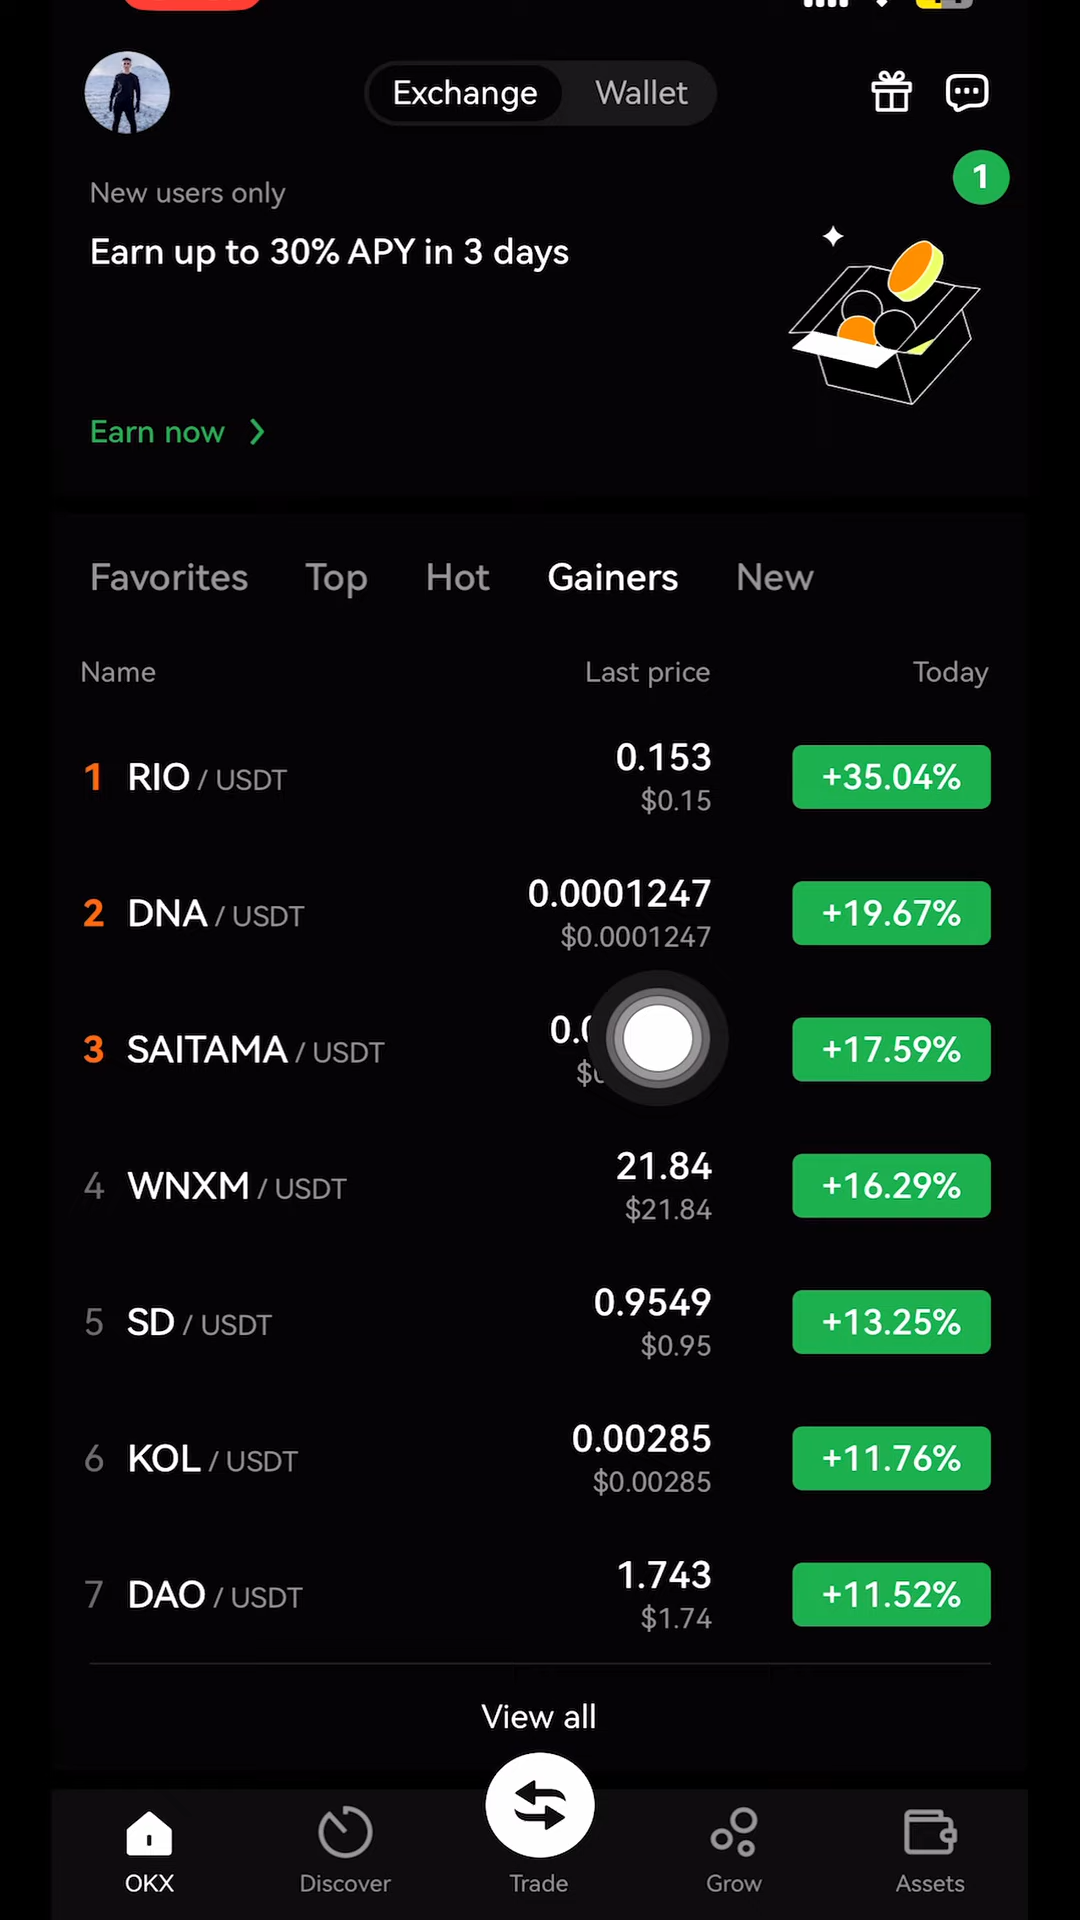 Exchange Wallet
1
New users only
Earn up to 30% APY in 3 days
Earn now
Favorites Top Hot Gainers New
Name Last price Today
1 RIO / USDT 0.153 +35.04%
$0.15
2 DNA / USDT 0.0001247 +19.67%
$0.0001247
3 SAITAMA / USDT +17.59%
4 WNXM / USDT 21.84 +16.29%
$21.84
5 SD / USDT 0.9549 +13.25%
$0.95
6 KOL / USDT 0.00285 +11.76%
$0.00285
7 DAO / USDT 1.743 +11.52%
$1.74
View all
OKX Discover Trade Grow Assets